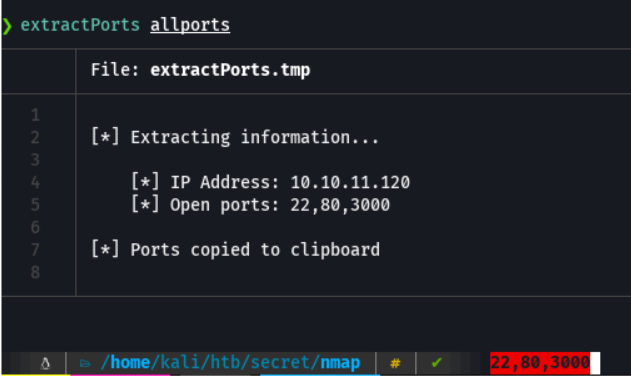 ❯ extractPorts allports
File: extractPorts.tmp
1
2 [*] Extracting information...
3
4 [*] IP Address: 10.10.11.120
5 [*] Open ports: 22,80,3000
6
7 [*] Ports copied to clipboard
8
/home/kali/htb/secret/nmap # ✔ 22,80,3000